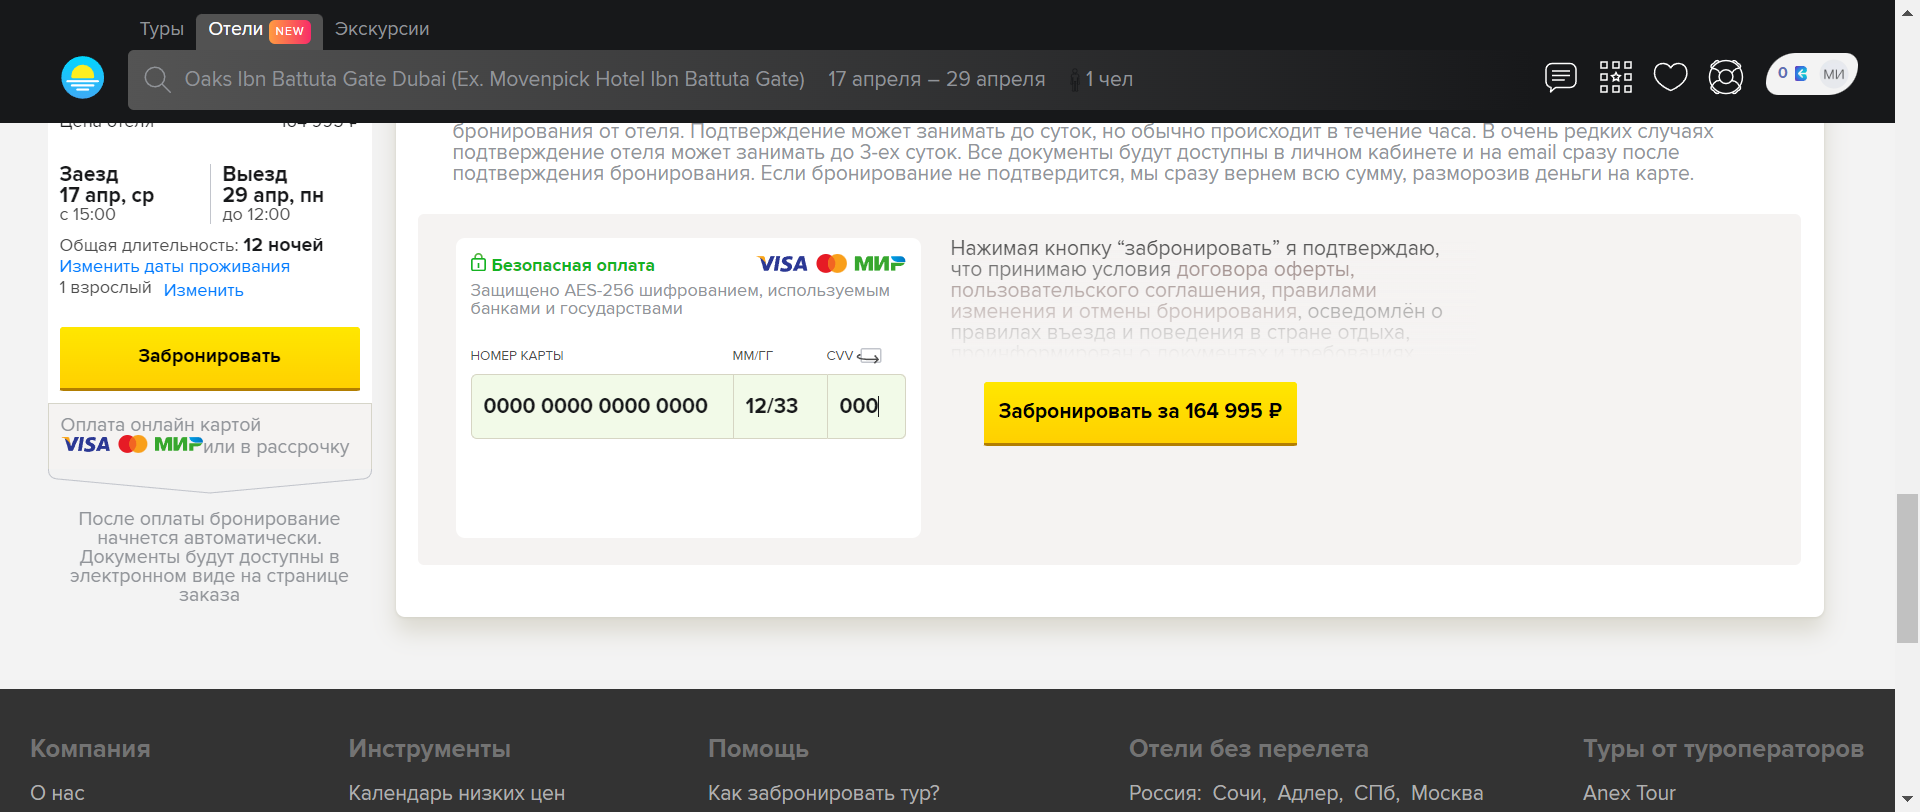 Туры Отели NEW Экскурсии
Oaks Ibn Battuta Gate Dubai (Ex. Movenpick Hotel Ibn Battuta Gate) 17 апреля – 29 апреля 1 чел
0 МИ
Цена отеля 164 995 ₽
Заезд
17 апр, ср
с 15:00
Выезд
29 апр, пн
до 12:00
Общая длительность: 12 ночей
Изменить даты проживания
1 взрослый Изменить
Забронировать
Оплата онлайн картой
VISA МИР или в рассрочку
После оплаты бронирование
начнется автоматически.
Документы будут доступны в
электронном виде на странице
заказа
бронирования от отеля. Подтверждение может занимать до суток, но обычно происходит в течение часа. В очень редких случаях
подтверждение отеля может занимать до 3-ех суток. Все документы будут доступны в личном кабинете и на email сразу после
подтверждения бронирования. Если бронирование не подтвердится, мы сразу вернем всю сумму, разморозив деньги на карте.
Безопасная оплата VISA МИР
Защищено AES-256 шифрованием, используемым
банками и государствами
НОМЕР КАРТЫ ММ/ГГ CVV
0000 0000 0000 0000 12/33 000
Нажимая кнопку “забронировать” я подтверждаю,
что принимаю условия договора оферты,
пользовательского соглашения, правилами
изменения и отмены бронирования, осведомлён о
правилах въезда и поведения в стране отдыха,
проинформирован о документах и требованиях
Забронировать за 164 995 ₽
Компания
О нас
Инструменты
Календарь низких цен
Помощь
Как забронировать тур?
Отели без перелета
Россия: Сочи, Адлер, СПб, Москва
Туры от туроператоров
Anex Tour